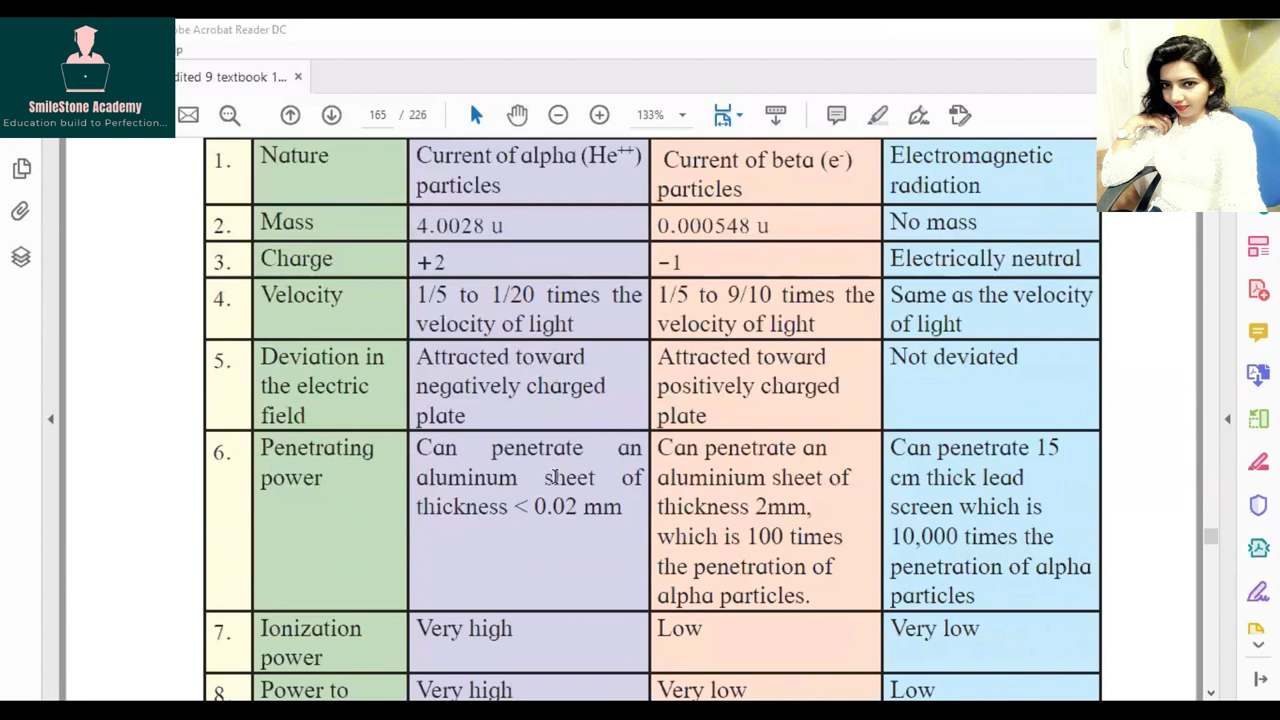 obe Acrobat Reader DC
p
dited 9 textbook 1... ×
SmileStone Academy
Education build to Perfection...
165 / 226
133%
1.
Nature
Current of alpha (He⁺⁺)
particles
Current of beta (e⁻)
particles
Electromagnetic
radiation
2.
Mass
4.0028 u
0.000548 u
No mass
3.
Charge
+2
−1
Electrically neutral
4.
Velocity
1/5 to 1/20 times the
velocity of light
1/5 to 9/10 times the
velocity of light
Same as the velocity
of light
5.
Deviation in
the electric
field
Attracted toward
negatively charged
plate
Attracted toward
positively charged
plate
Not deviated
6.
Penetrating
power
Can penetrate an
aluminum sheet of
thickness < 0.02 mm
Can penetrate an
aluminium sheet of
thickness 2mm,
which is 100 times
the penetration of
alpha particles.
Can penetrate 15
cm thick lead
screen which is
10,000 times the
penetration of alpha
particles
7.
Ionization
power
Very high
Low
Very low
8.
Power to
Very high
Very low
Low